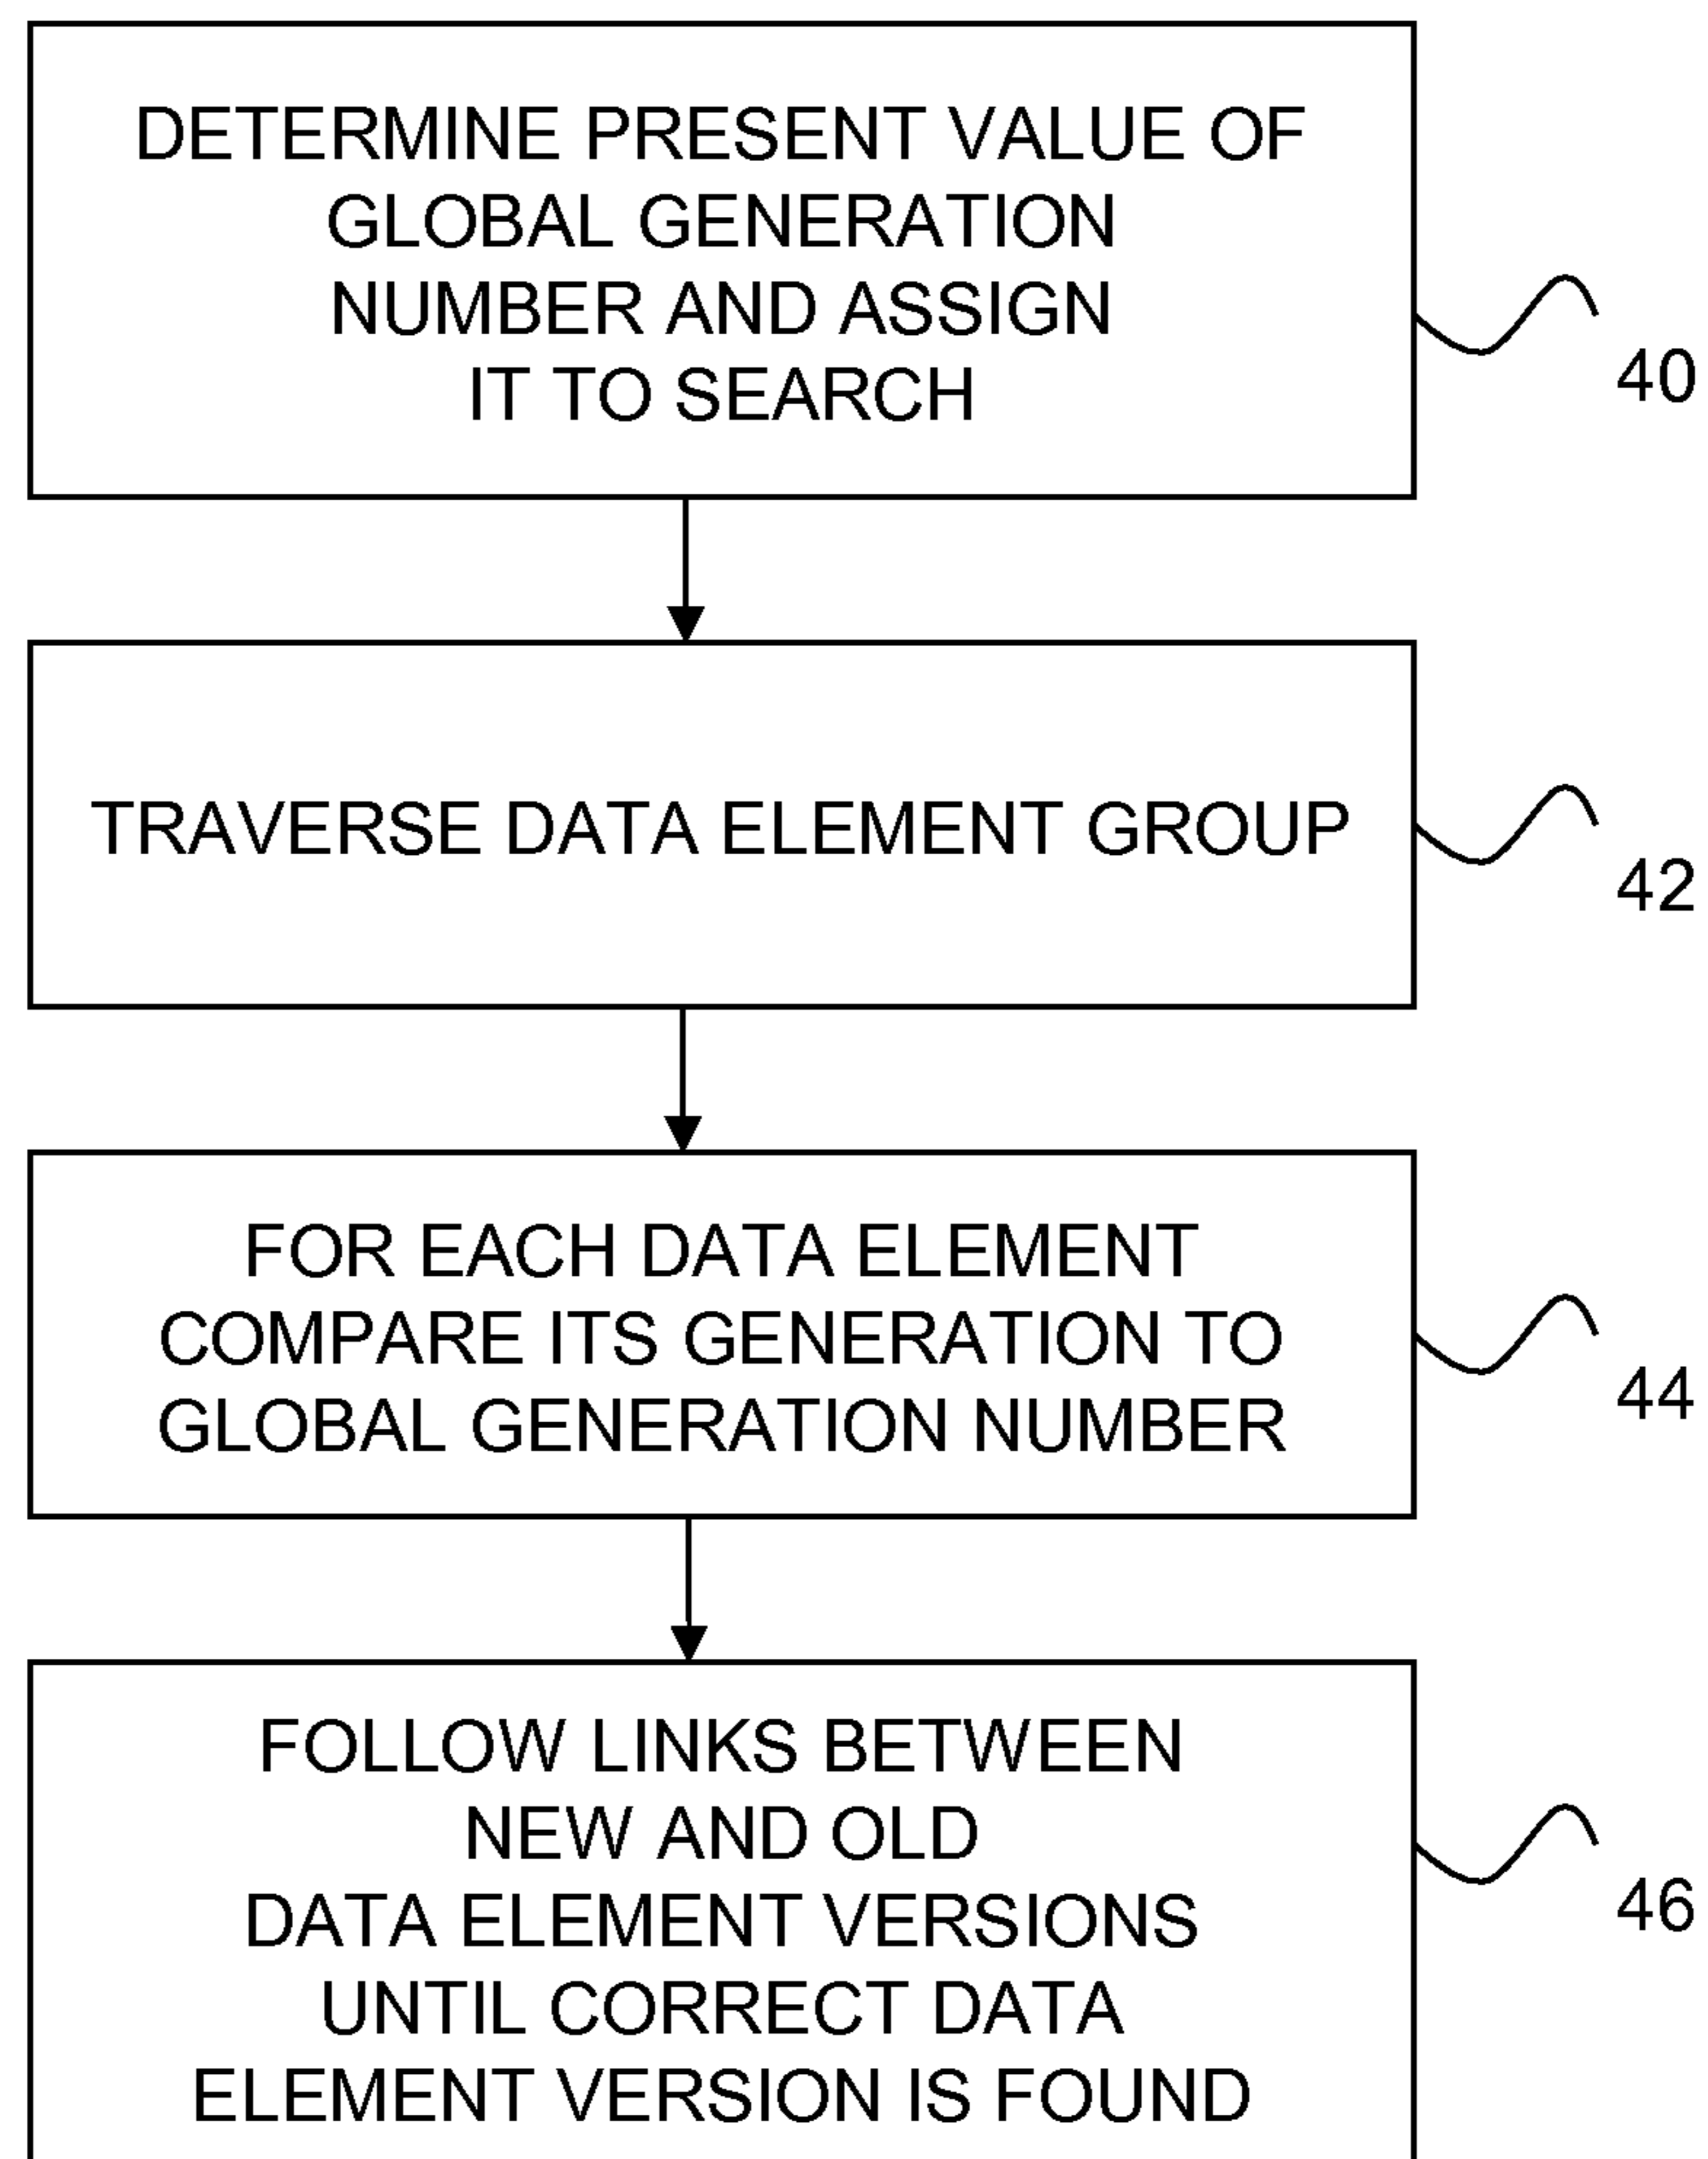 DETERMINE PRESENT VALUE OF
GLOBAL GENERATION
NUMBER AND ASSIGN
IT TO SEARCH
40
TRAVERSE DATA ELEMENT GROUP
42
FOR EACH DATA ELEMENT
COMPARE ITS GENERATION TO
GLOBAL GENERATION NUMBER
44
FOLLOW LINKS BETWEEN
NEW AND OLD
DATA ELEMENT VERSIONS
UNTIL CORRECT DATA
ELEMENT VERSION IS FOUND
46